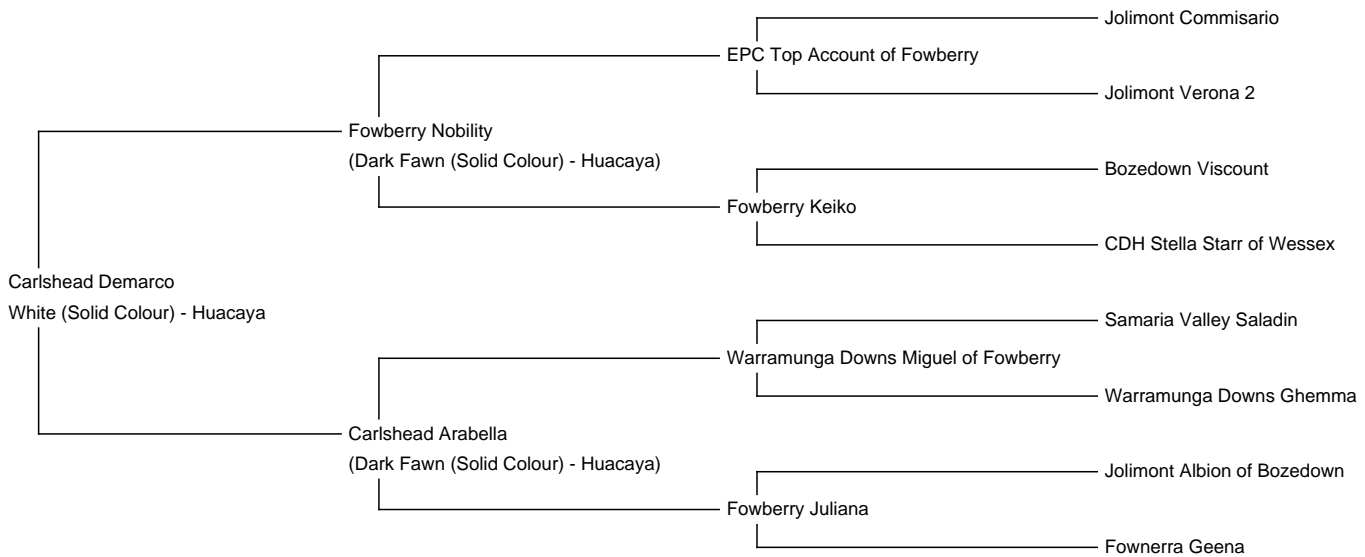 Jolimont Commisario
EPC Top Account of Fowberry
Jolimont Verona 2
Fowberry Nobility
(Dark Fawn (Solid Colour) - Huacaya)
Bozedown Viscount
Fowberry Keiko
CDH Stella Starr of Wessex
Carlshead Demarco
White (Solid Colour) - Huacaya
Samaria Valley Saladin
Warramunga Downs Miguel of Fowberry
Warramunga Downs Ghemma
Carlshead Arabella
(Dark Fawn (Solid Colour) - Huacaya)
Jolimont Albion of Bozedown
Fowberry Juliana
Fownerra Geena